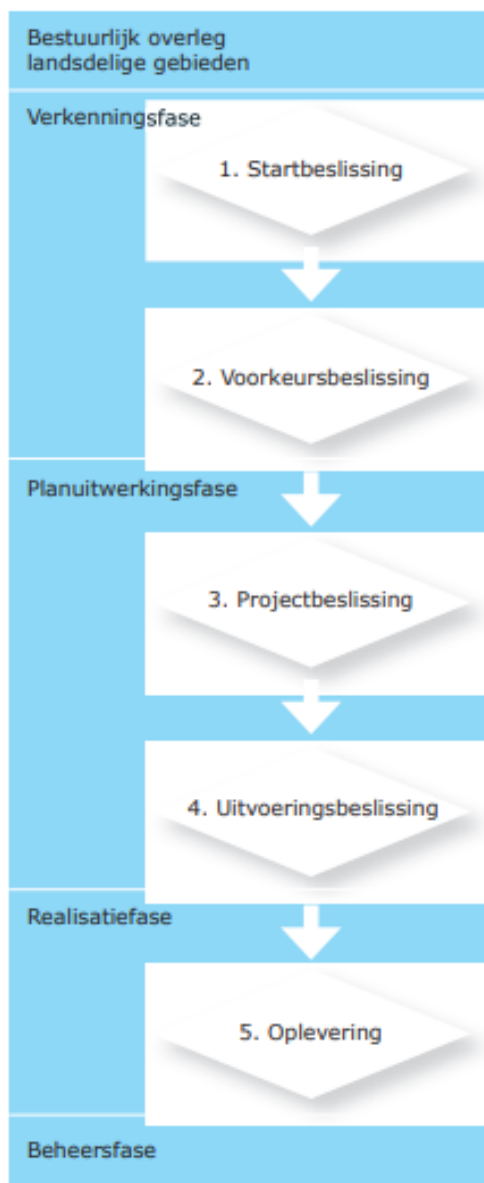 Bestuurlijk overleg
landsdelige gebieden
Verkenningsfase
1. Startbeslissing
2. Voorkeursbeslissing
Planuitwerkingsfase
3. Projectbeslissing
4. Uitvoeringsbeslissing
Realisatiefase
5. Oplevering
Beheersfase